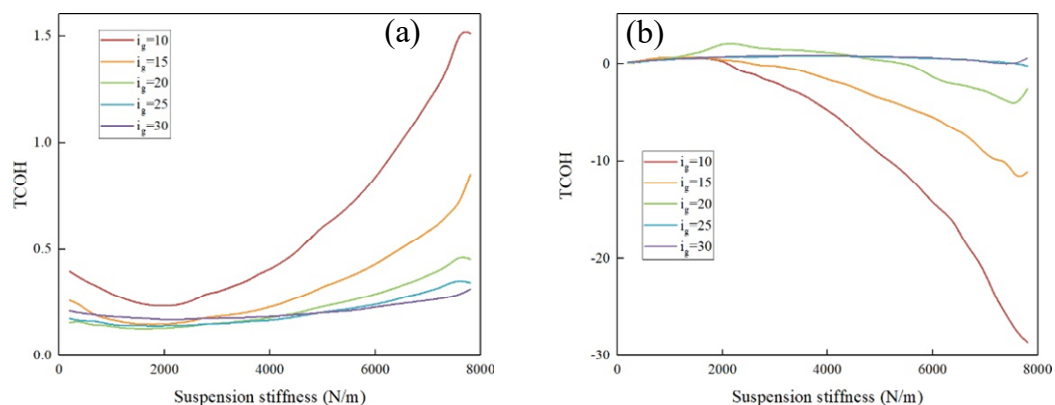 (a)
TCOH
1.5
1.0
0.5
0.0
i_g=10
i_g=15
i_g=20
i_g=25
i_g=30
0 2000 4000 6000 8000
Suspension stiffness (N/m)
(b)
TCOH
0
-10
-20
-30
i_g=10
i_g=15
i_g=20
i_g=25
i_g=30
0 2000 4000 6000 8000
Suspension stiffness (N/m)